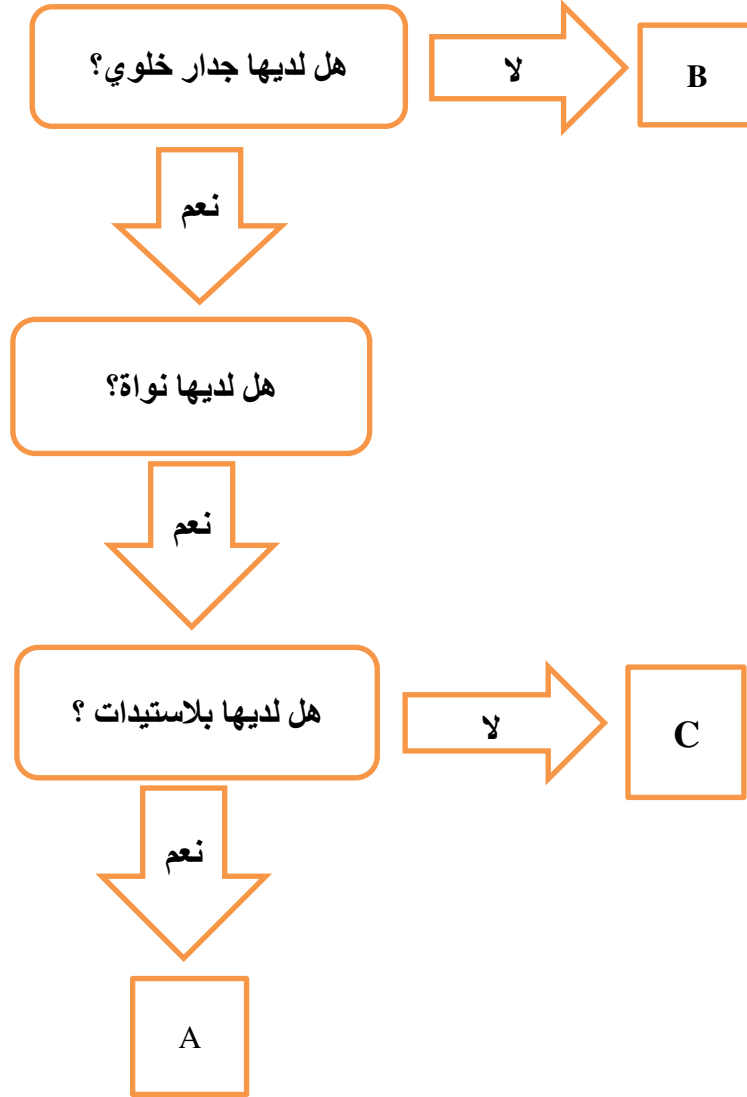 هل لديها جدار خلوي؟
لا
B
نعم
هل لديها نواة؟
نعم
هل لديها بلاستيدات ؟
لا
C
نعم
A